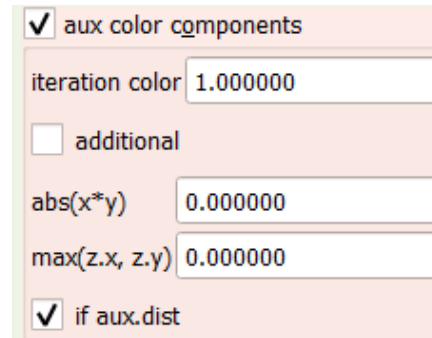 aux color components
iteration color 1.000000
additional
abs(x*y) 0.000000
max(z.x, z.y) 0.000000
if aux.dist